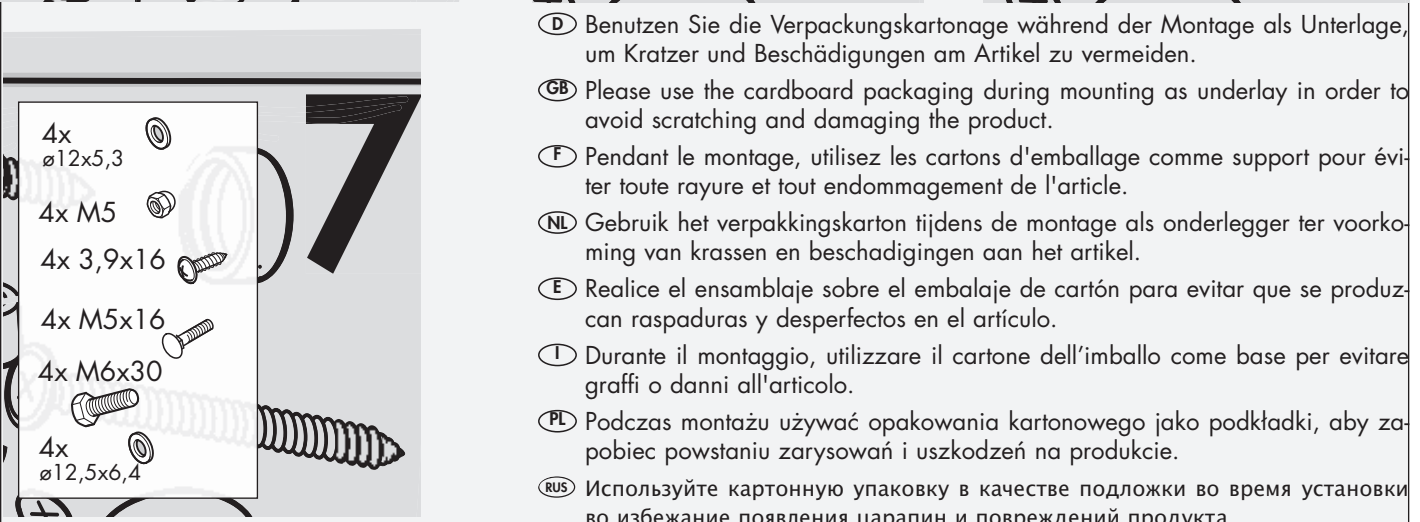 7
4x
ø12x5,3
4x M5
4x 3,9x16
4x M5x16
4x M6x30
4x
ø12,5x6,4
D Benutzen Sie die Verpackungskartonage während der Montage als Unterlage,
um Kratzer und Beschädigungen am Artikel zu vermeiden.
GB Please use the cardboard packaging during mounting as underlay in order to
avoid scratching and damaging the product.
F Pendant le montage, utilisez les cartons d'emballage comme support pour évi-
ter toute rayure et tout endommagement de l'article.
NL Gebruik het verpakkingskarton tijdens de montage als onderlegger ter voorko-
ming van krassen en beschadigingen aan het artikel.
E Realice el ensamblaje sobre el embalaje de cartón para evitar que se produz-
can raspaduras y desperfectos en el artículo.
I Durante il montaggio, utilizzare il cartone dell’imballo come base per evitare
graffi o danni all'articolo.
PL Podczas montażu używać opakowania kartonowego jako podkładki, aby za-
pobiec powstaniu zarysowań i uszkodzeń na produkcie.
RUS Используйте картонную упаковку в качестве подложки во время установки
во избежание появления царапин и повреждений продукта.